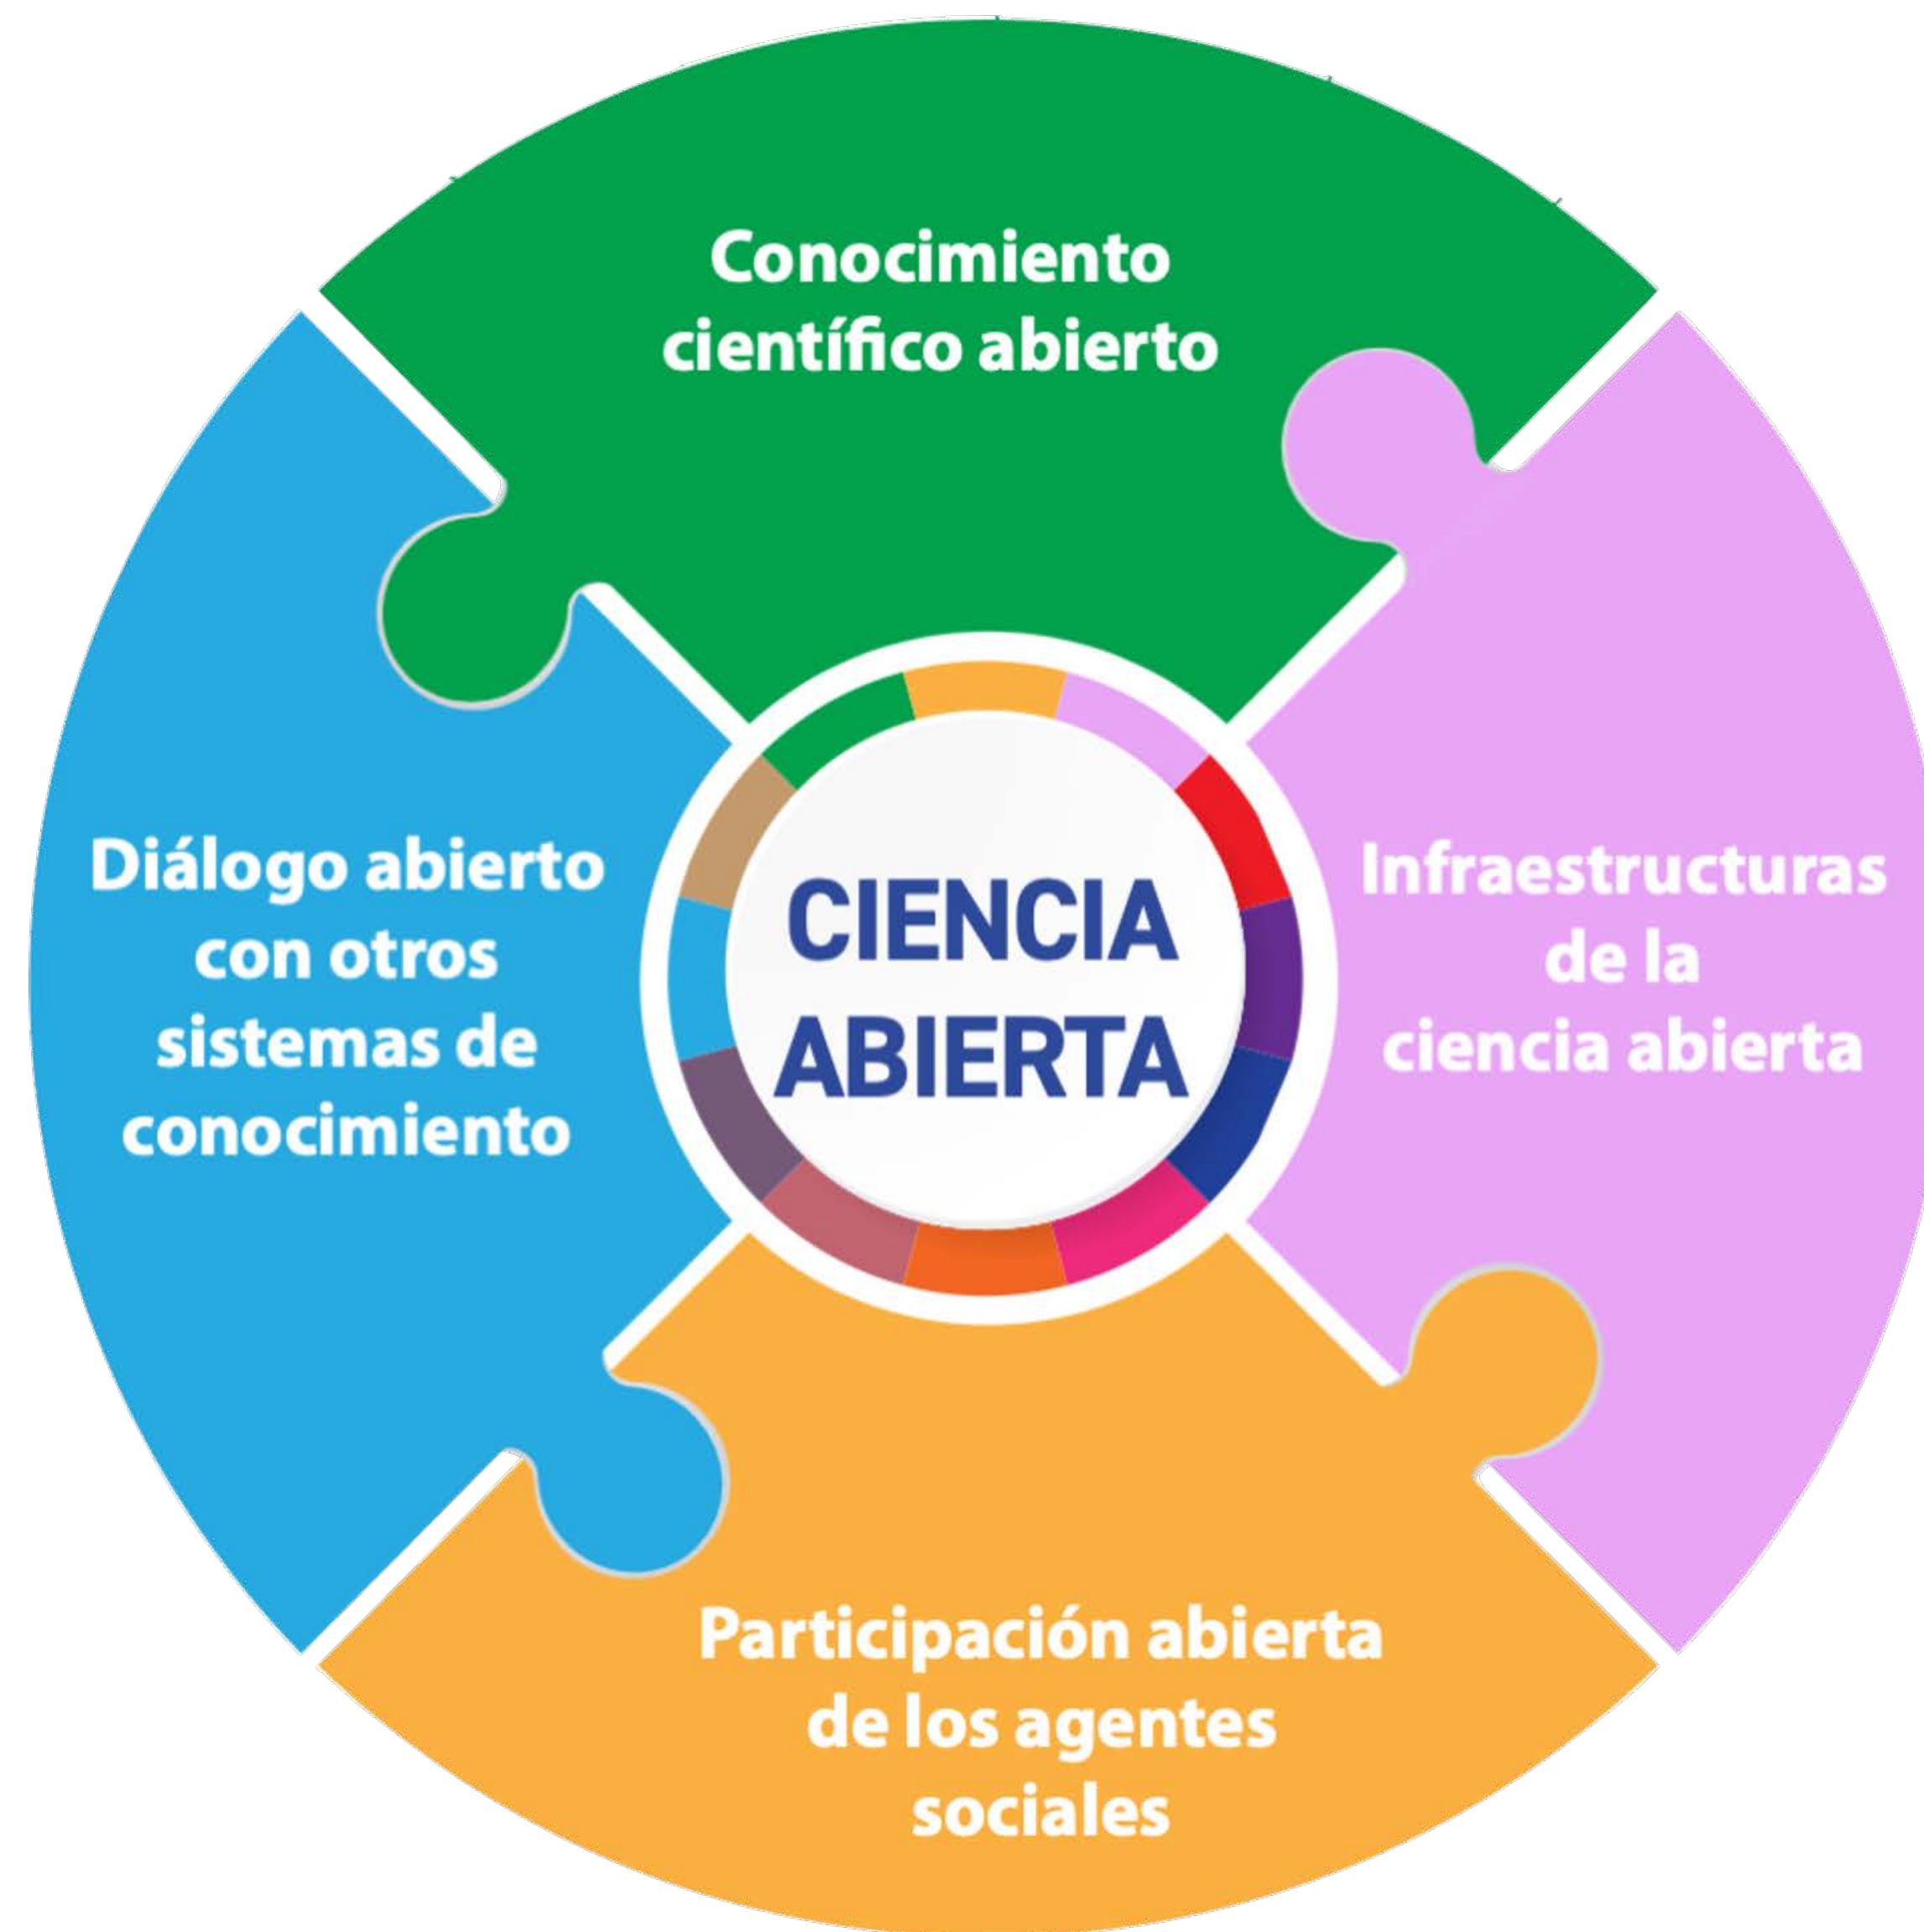 Conocimiento
científico abierto
Diálogo abierto
con otros
sistemas de
conocimiento
CIENCIA
ABIERTA
Infraestructuras
de la
ciencia abierta
Participación abierta
de los agentes
sociales